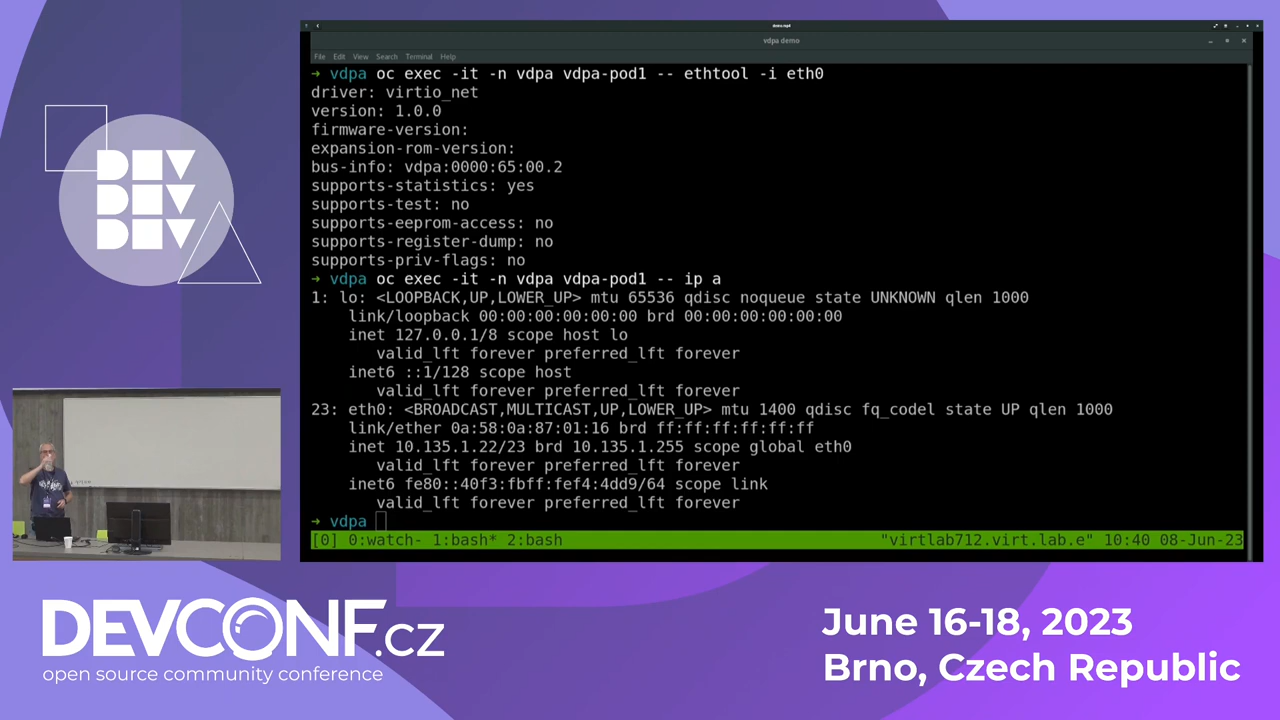 demo.mp4
vdpa demo
File Edit View Search Terminal Help
→ vdpa oc exec -it -n vdpa vdpa-pod1 -- ethtool -i eth0
driver: virtio_net
version: 1.0.0
firmware-version:
expansion-rom-version:
bus-info: vdpa:0000:65:00.2
supports-statistics: yes
supports-test: no
supports-eeprom-access: no
supports-register-dump: no
supports-priv-flags: no
→ vdpa oc exec -it -n vdpa vdpa-pod1 -- ip a
1: lo: <LOOPBACK,UP,LOWER_UP> mtu 65536 qdisc noqueue state UNKNOWN qlen 1000
link/loopback 00:00:00:00:00:00 brd 00:00:00:00:00:00
inet 127.0.0.1/8 scope host lo
valid_lft forever preferred_lft forever
inet6 ::1/128 scope host
valid_lft forever preferred_lft forever
23: eth0: <BROADCAST,MULTICAST,UP,LOWER_UP> mtu 1400 qdisc fq_codel state UP qlen 1000
link/ether 0a:58:0a:87:01:16 brd ff:ff:ff:ff:ff:ff
inet 10.135.1.22/23 brd 10.135.1.255 scope global eth0
valid_lft forever preferred_lft forever
inet6 fe80::40f3:fbff:fef4:4dd9/64 scope link
valid_lft forever preferred_lft forever
→ vdpa
[0] 0:watch- 1:bash* 2:bash "virtlab712.virt.lab.e" 10:40 08-Jun-23
DEV
DEV
DEV
DEVCONF.cz
open source community conference
June 16-18, 2023
Brno, Czech Republic